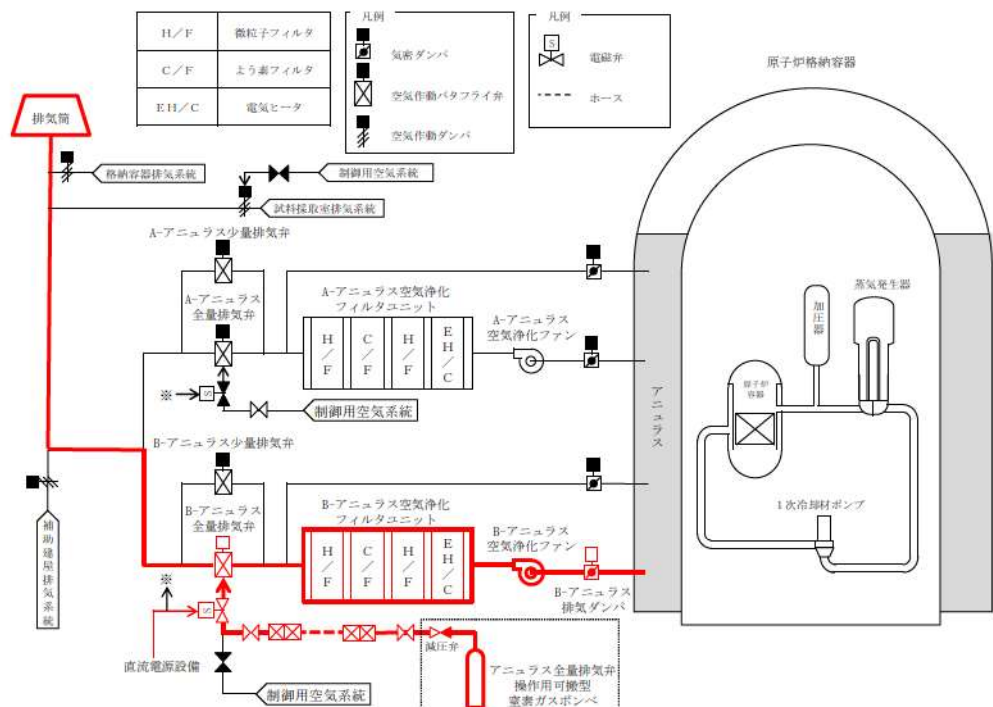 H/F 微粒子フィルタ
C/F よう素フィルタ
EH/C 電気ヒータ
凡例
気密ダンパ
空気作動バタフライ弁
空気作動ダンパ
凡例
S
電磁弁
ホース
原子炉格納容器
排気筒
格納容器排気系統
制御用空気系統
試料採取室排気系統
A-アニュラス少量排気弁
A-アニュラス
全量排気弁
A-アニュラス空気浄化
フィルタユニット
H/F
C/F
H/F
EH/C
A-アニュラス
空気浄化ファン
※
S
制御用空気系統
アニュラス
加圧器
蒸気発生器
原子炉
容器
1次冷却材ポンプ
B-アニュラス少量排気弁
B-アニュラス
全量排気弁
B-アニュラス空気浄化
フィルタユニット
H/F
C/F
H/F
EH/C
B-アニュラス
空気浄化ファン
B-アニュラス
排気ダンパ
補助建屋排気系統
※
S
直流電源設備
制御用空気系統
減圧弁
アニュラス全量排気弁
操作用可搬型
窒素ガスボンベ